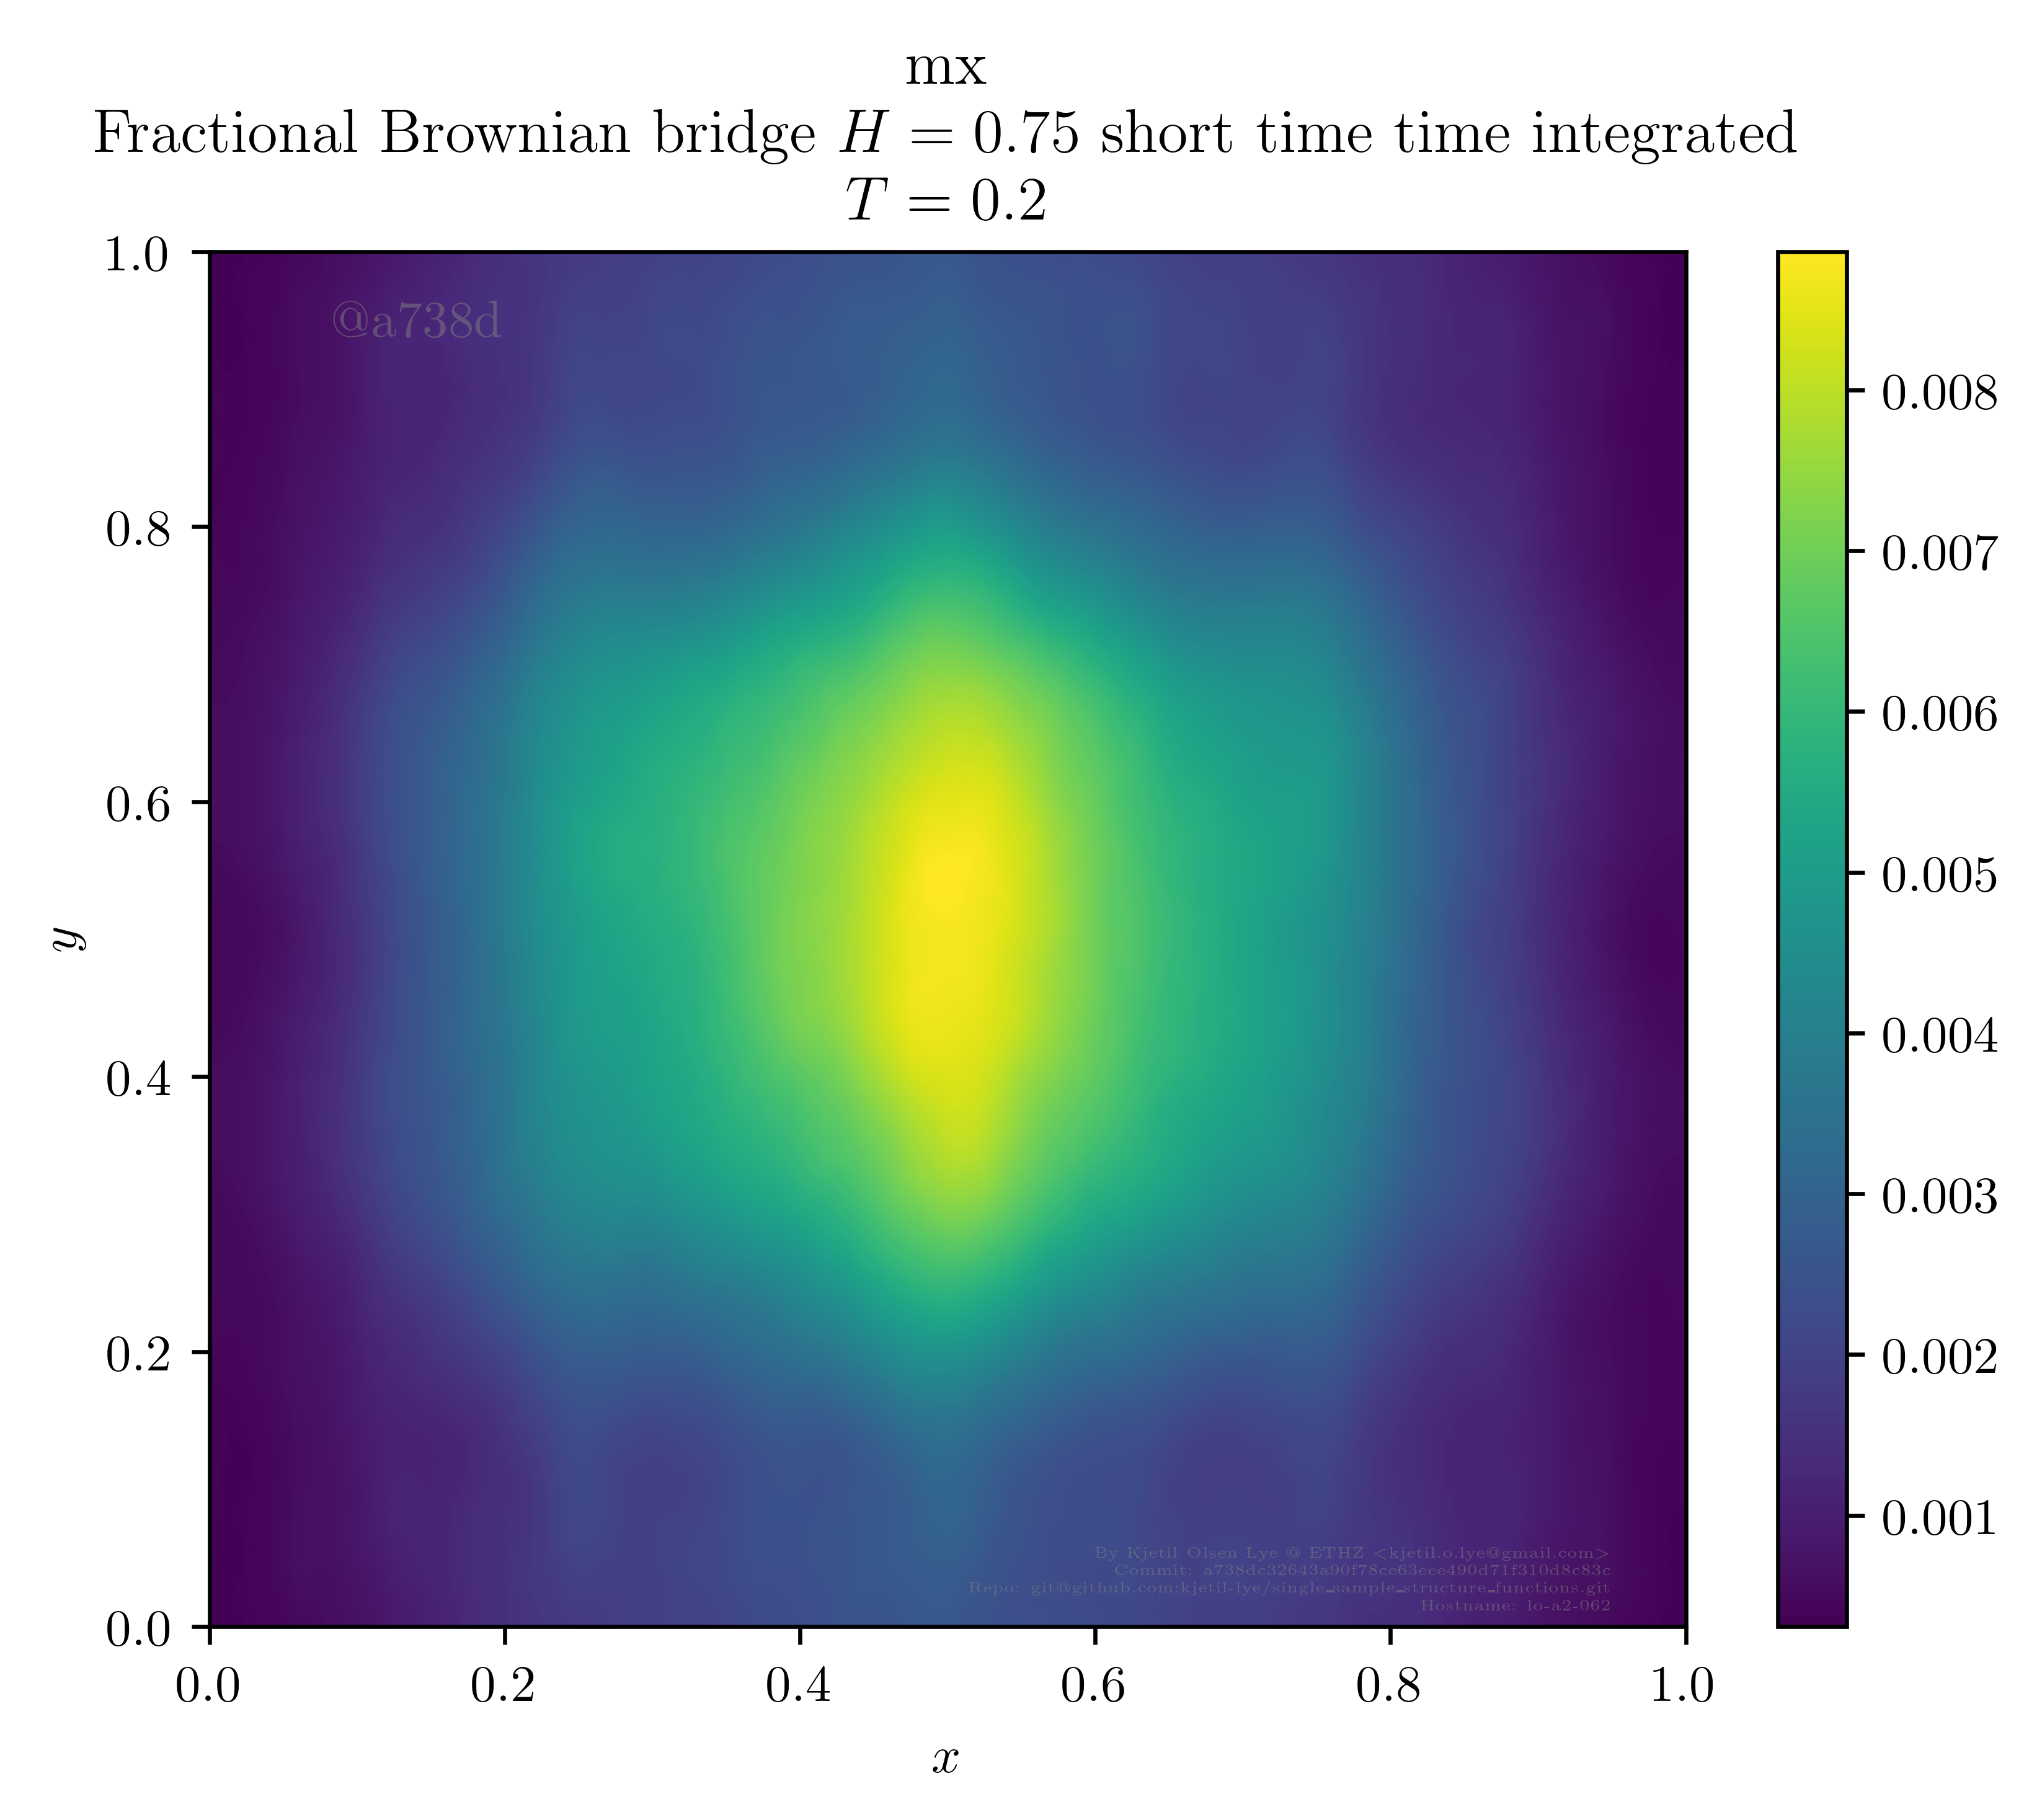 mx
Fractional Brownian bridge H = 0.75 short time time integrated
T = 0.2
1.0
@a738d
0.008
0.8
0.007
0.006
0.6
0.005
y
0.004
0.4
0.003
0.2
0.002
0.001
By Kjetil Olsen Lye @ ETHZ <kjetil.o.lye@gmail.com>
Commit: a738dc32643a90f78ce63eee490d71f310d8c83c
Repo: git@github.com:kjetil-lye/single_sample_structure_functions.git
Hostname: lo-a2-062
0.0
0.0 0.2 0.4 0.6 0.8 1.0
x